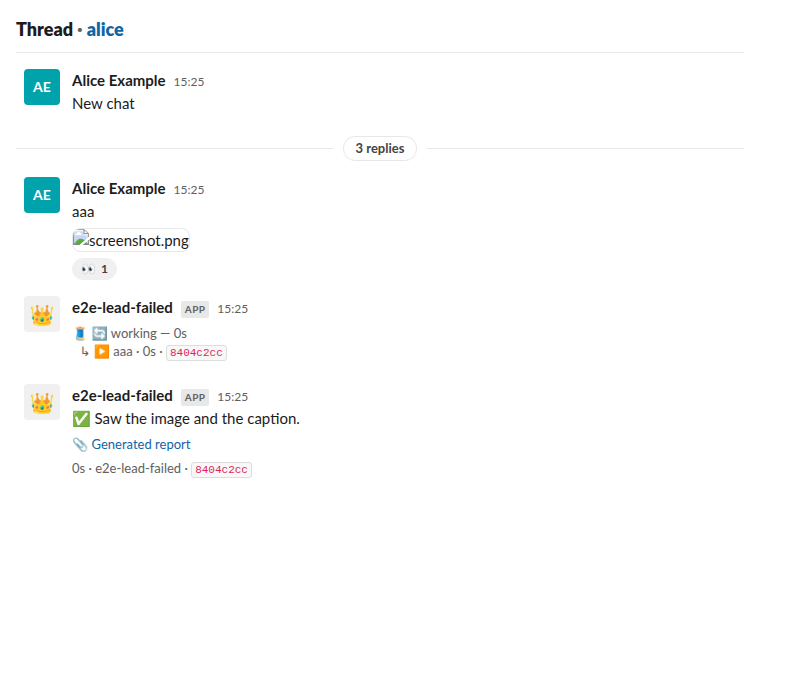 Thread · alice
AE
Alice Example 15:25
New chat
3 replies
AE
Alice Example 15:25
aaa
screenshot.png
👀 1
e2e-lead-failed APP 15:25
🧵 🔄 working — 0s
↳ ▶️ aaa · 0s · 8404c2cc
e2e-lead-failed APP 15:25
✅ Saw the image and the caption.
📎 Generated report
0s · e2e-lead-failed · 8404c2cc